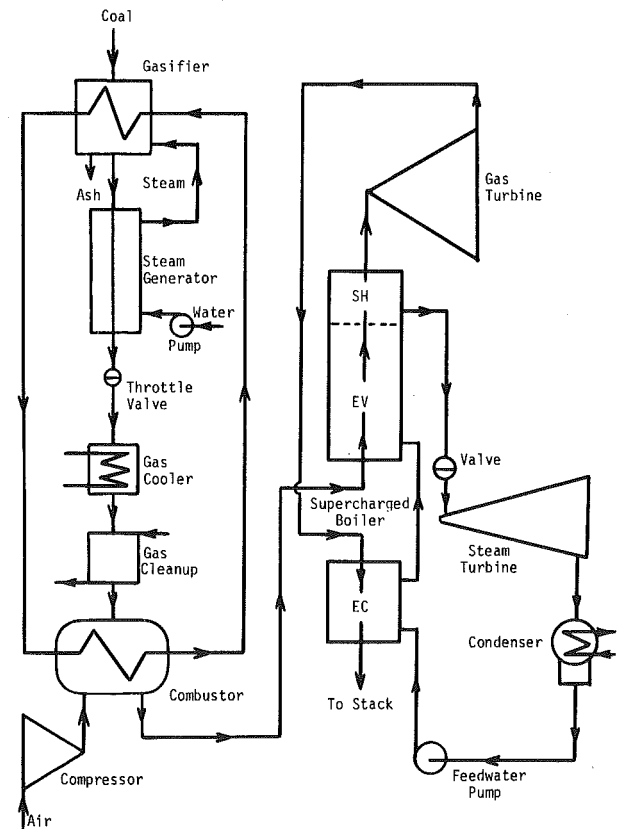 Coal
Gasifier
Ash
Steam
Steam
Generator
Water
Pump
Throttle
Valve
Gas
Cooler
Gas
Cleanup
Combustor
Compressor
Air
Gas
Turbine
SH
EV
Supercharged
Boiler
Valve
Steam
Turbine
EC
Condenser
To Stack
Feedwater
Pump